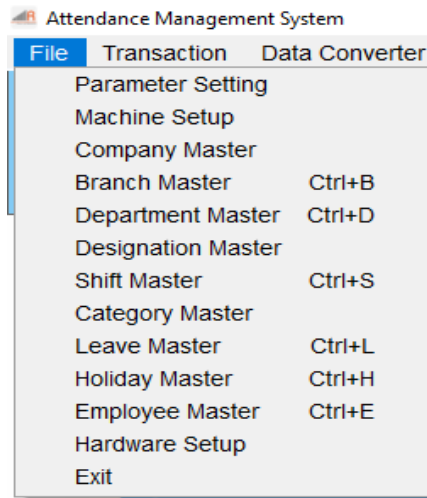 Attendance Management System
File Transaction Data Converter
Parameter Setting
Machine Setup
Company Master
Branch Master Ctrl+B
Department Master Ctrl+D
Designation Master
Shift Master Ctrl+S
Category Master
Leave Master Ctrl+L
Holiday Master Ctrl+H
Employee Master Ctrl+E
Hardware Setup
Exit